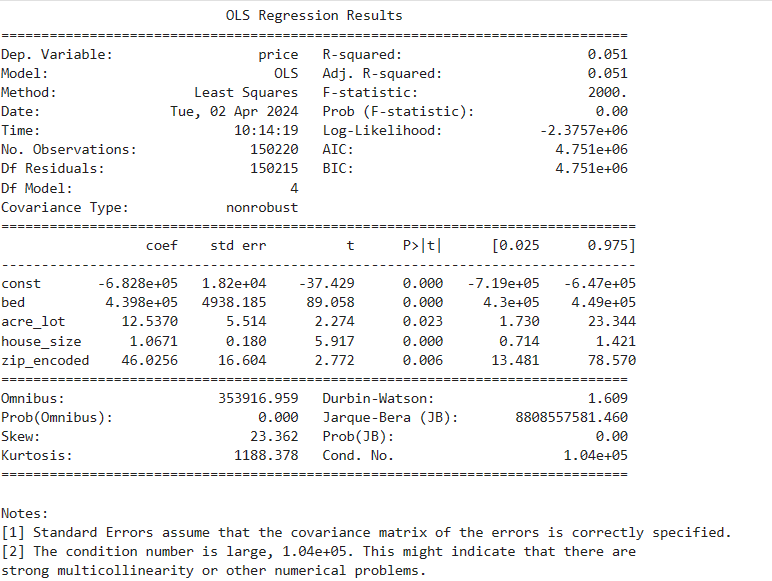 OLS Regression Results
==============================================================================
Dep. Variable:                  price   R-squared:                       0.051
Model:                            OLS   Adj. R-squared:                  0.051
Method:                 Least Squares   F-statistic:                     2000.
Date:                Tue, 02 Apr 2024   Prob (F-statistic):               0.00
Time:                        10:14:19   Log-Likelihood:            -2.3757e+06
No. Observations:              150220   AIC:                         4.751e+06
Df Residuals:                  150215   BIC:                         4.751e+06
Df Model:                           4
Covariance Type:            nonrobust
===============================================================================
                  coef    std err          t      P>|t|      [0.025      0.975]
-------------------------------------------------------------------------------
const       -6.828e+05   1.82e+04    -37.429      0.000   -7.19e+05   -6.47e+05
bed          4.398e+05   4938.185     89.058      0.000     4.3e+05    4.49e+05
acre_lot       12.5370      5.514      2.274      0.023       1.730      23.344
house_size      1.0671      0.180      5.917      0.000       0.714       1.421
zip_encoded    46.0256     16.604      2.772      0.006      13.481      78.570
==============================================================================
Omnibus:                   353916.959   Durbin-Watson:                   1.609
Prob(Omnibus):                  0.000   Jarque-Bera (JB):       8808557581.460
Skew:                          23.362   Prob(JB):                         0.00
Kurtosis:                    1188.378   Cond. No.                     1.04e+05
==============================================================================
Notes:
[1] Standard Errors assume that the covariance matrix of the errors is correctly specified.
[2] The condition number is large, 1.04e+05. This might indicate that there are
strong multicollinearity or other numerical problems.